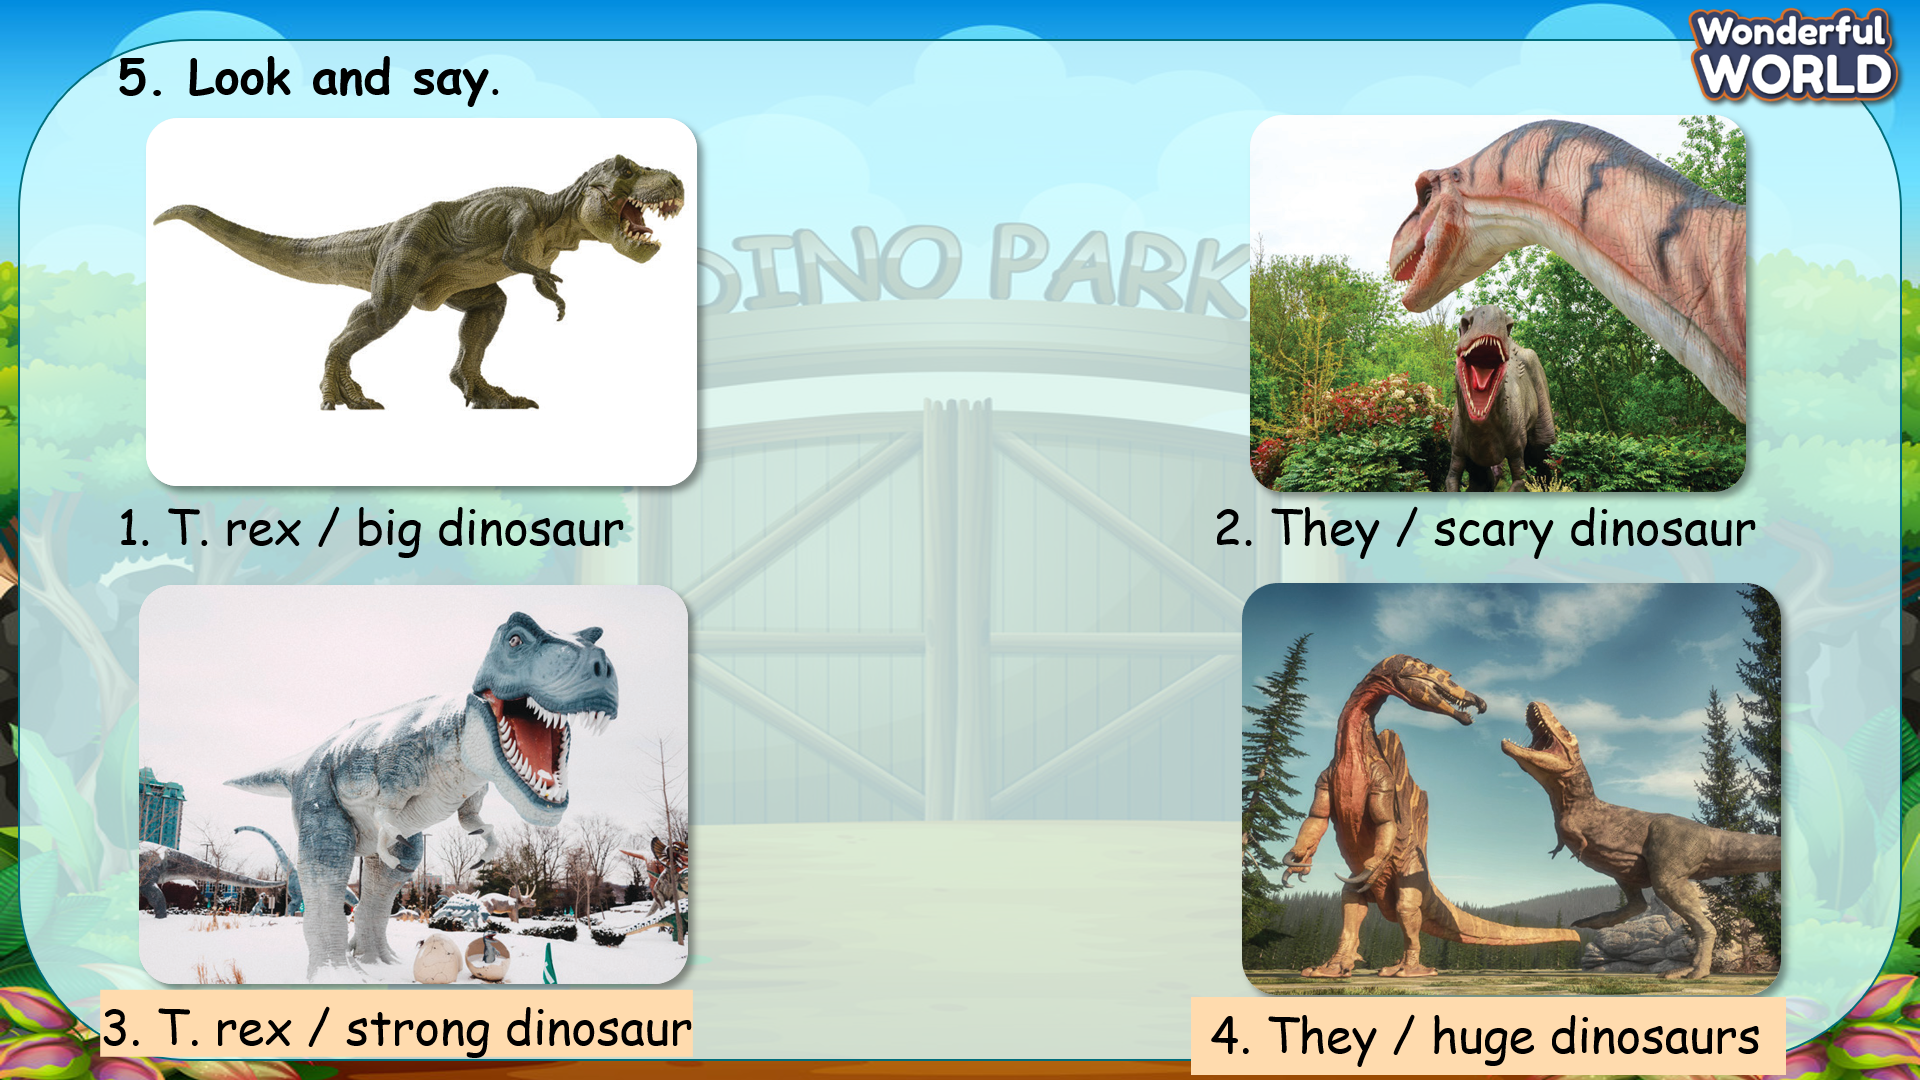 Wonderful
WORLD
5. Look and say.
DINO PARK
1. T. rex / big dinosaur
2. They / scary dinosaur
3. T. rex / strong dinosaur
4. They / huge dinosaurs